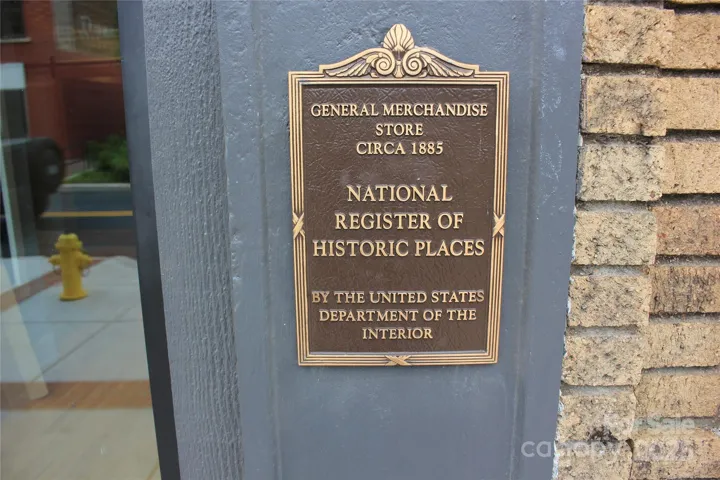 GENERAL MERCHANDISE
STORE
CIRCA 1885
NATIONAL
REGISTER OF
HISTORIC PLACES
BY THE UNITED STATES
DEPARTMENT OF THE
INTERIOR